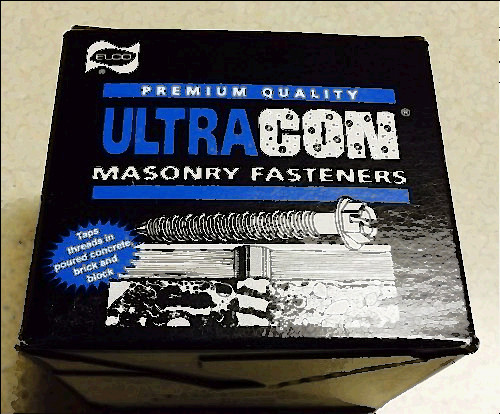 ELCO
®
PREMIUM QUALITY
ULTRACON®
MASONRY FASTENERS
Taps
threads in
poured concrete,
brick and
block